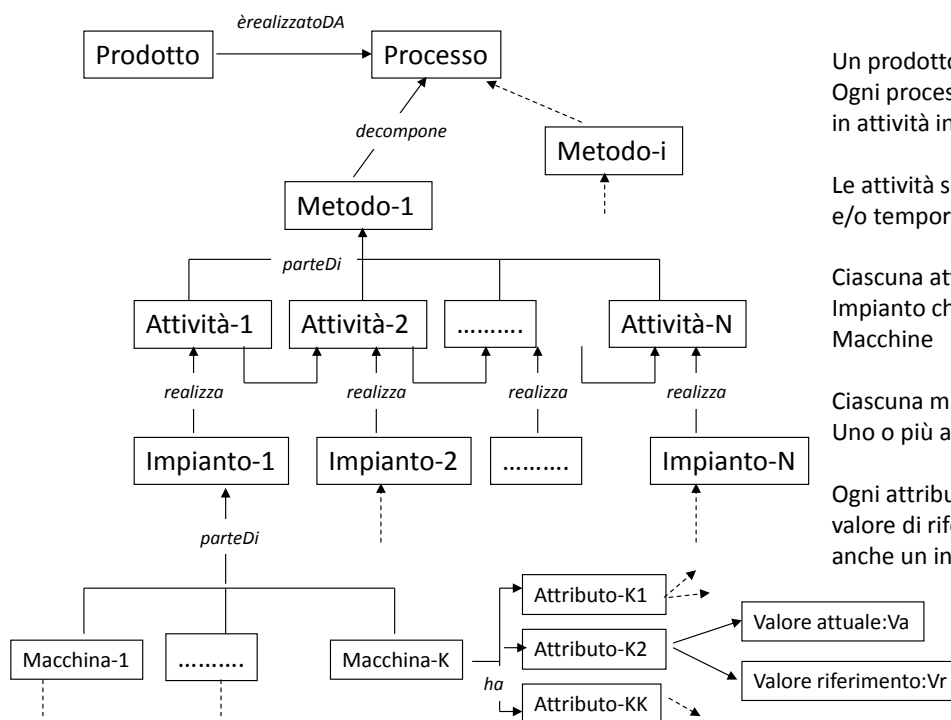 èrealizzatoDA
Prodotto
Processo
decompone
Metodo-i
Metodo-1
parteDi
Attività-1
Attività-2
……….
Attività-N
realizza
realizza
realizza
realizza
Impianto-1
Impianto-2
……….
Impianto-N
parteDi
Macchina-1
……….
Macchina-K
ha
Attributo-K1
Attributo-K2
Attributo-KK
Valore attuale:Va
Valore riferimento:Vr
Un prodotto
Ogni proces
in attività in
Le attività s
e/o tempor
Ciascuna at
Impianto ch
Macchine
Ciascuna m
Uno o più a
Ogni attribu
valore di rif
anche un in